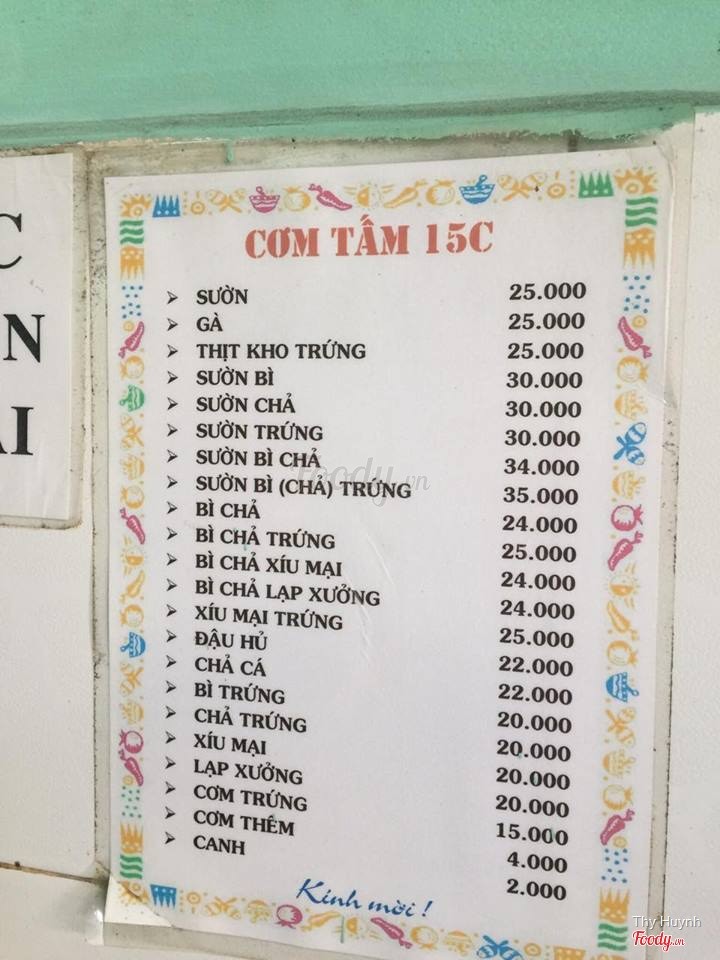 C
N
AI
CƠM TẤM 15C
➢ SƯỜN 25.000
➢ GÀ 25.000
➢ THỊT KHO TRỨNG 25.000
➢ SƯỜN BÌ 30.000
➢ SƯỜN CHẢ 30.000
➢ SƯỜN TRỨNG 30.000
➢ SƯỜN BÌ CHẢ 34.000
➢ SƯỜN BÌ (CHẢ) TRỨNG 35.000
➢ BÌ CHẢ 24.000
➢ BÌ CHẢ TRỨNG 25.000
➢ BÌ CHẢ XÍU MẠI 24.000
➢ BÌ CHẢ LẠP XƯỞNG 24.000
➢ XÍU MẠI TRỨNG 25.000
➢ ĐẬU HỦ 22.000
➢ CHẢ CÁ 22.000
➢ BÌ TRỨNG 20.000
➢ CHẢ TRỨNG 20.000
➢ XÍU MẠI 20.000
➢ LẠP XƯỞNG 20.000
➢ CƠM TRỨNG 15.000
➢ CƠM THÊM 4.000
➢ CANH 2.000
Kính mời !
Foody.vn
Thy Huynh
Foody.vn